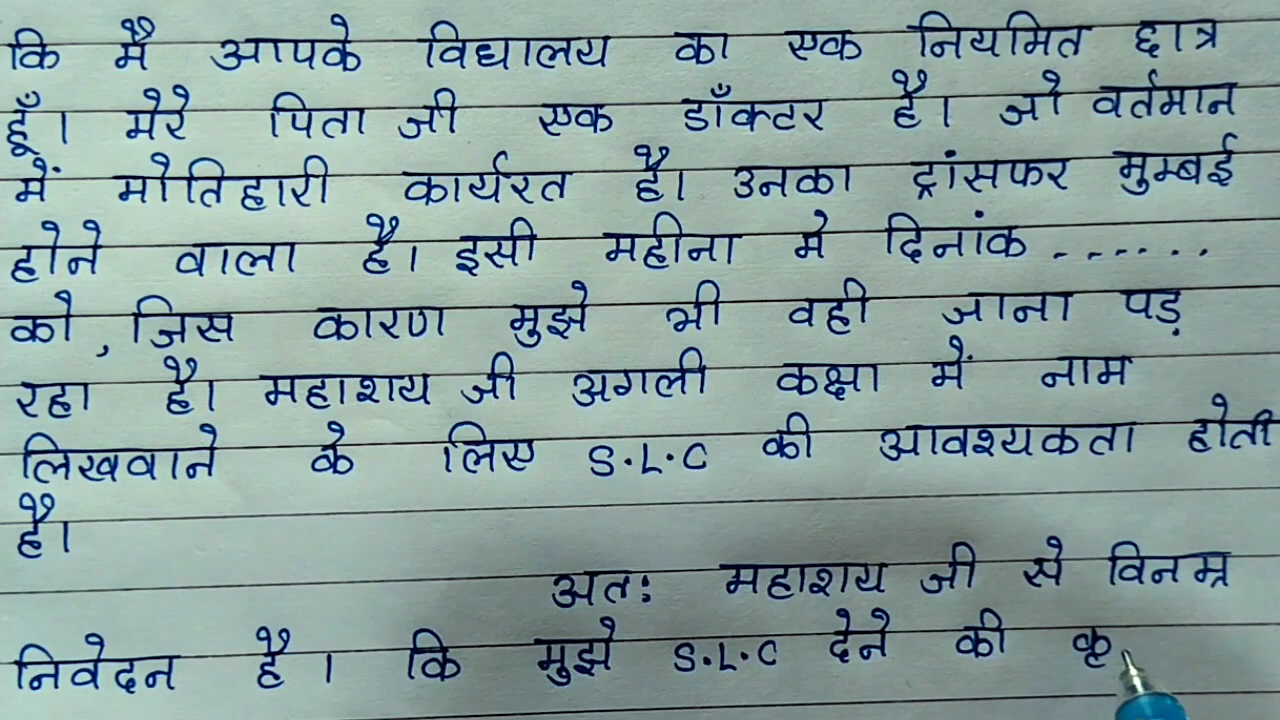 कि मै आपके विधालय का एक नियमित छात्र
हूँ। मेरे पिता जी एक डाँक्टर है। जो वर्तमान
में मोतिहारी कार्यरत है। उनका ट्रांसफर मुम्बई
होने वाला है। इसी महीना मे दिनांक ......
को, जिस कारण मुझे भी वही जाना पड़
रहा है। महाशय जी अगली कक्षा में नाम
लिखवाने के लिए S.L.C की आवश्यकता होती
है।
अतः महाशय जी से विनम्र
निवेदन है। कि मुझे S.L.C देने की कृ